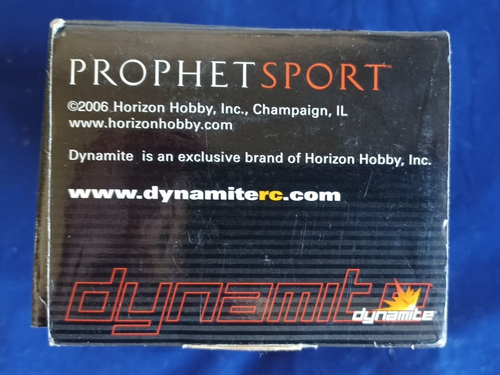 PROPHETSPORT™
©2006 Horizon Hobby, Inc., Champaign, IL
www.horizonhobby.com
Dynamite is an exclusive brand of Horizon Hobby, Inc.
www.dynamiterc.com
dynamite
dynamite